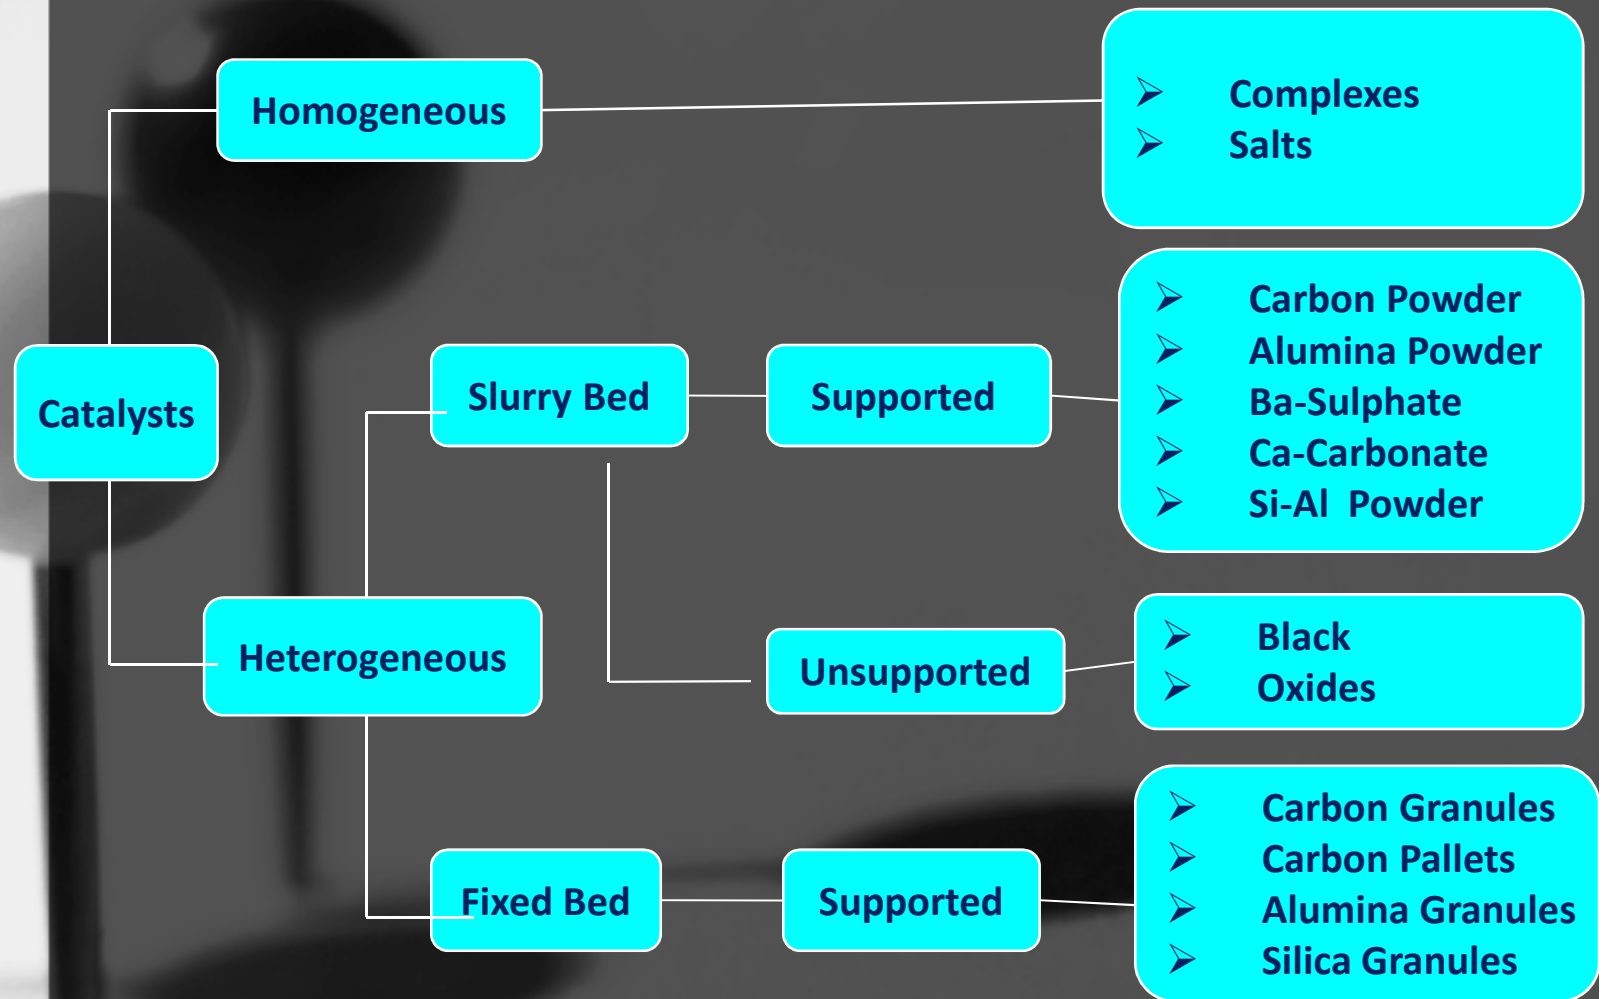 Homogeneous
Complexes
Salts
Catalysts
Slurry Bed
Supported
Carbon Powder
Alumina Powder
Ba-Sulphate
Ca-Carbonate
Si-Al  Powder
Heterogeneous
Unsupported
Black
Oxides
Fixed Bed
Supported
Carbon Granules
Carbon Pallets
Alumina Granules
Silica Granules